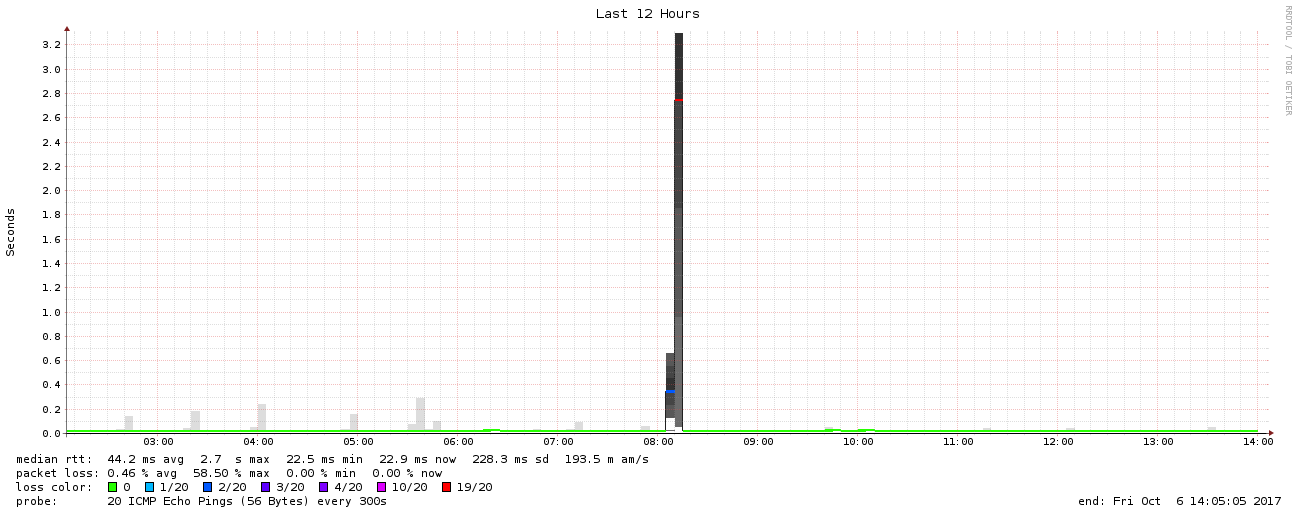 Last 12 Hours
RRDTOOL / TOBI OETIKER
Seconds
3.2
3.0
2.8
2.6
2.4
2.2
2.0
1.8
1.6
1.4
1.2
1.0
0.8
0.6
0.4
0.2
0.0
03:00 04:00 05:00 06:00 07:00 08:00 09:00 10:00 11:00 12:00 13:00 14:00
median rtt: 44.2 ms avg 2.7 s max 22.5 ms min 22.9 ms now 228.3 ms sd 193.5 m am/s
packet loss: 0.46 % avg 58.50 % max 0.00 % min 0.00 % now
loss color: 0 1/20 2/20 3/20 4/20 10/20 19/20
probe: 20 ICMP Echo Pings (56 Bytes) every 300s end: Fri Oct 6 14:05:05 2017